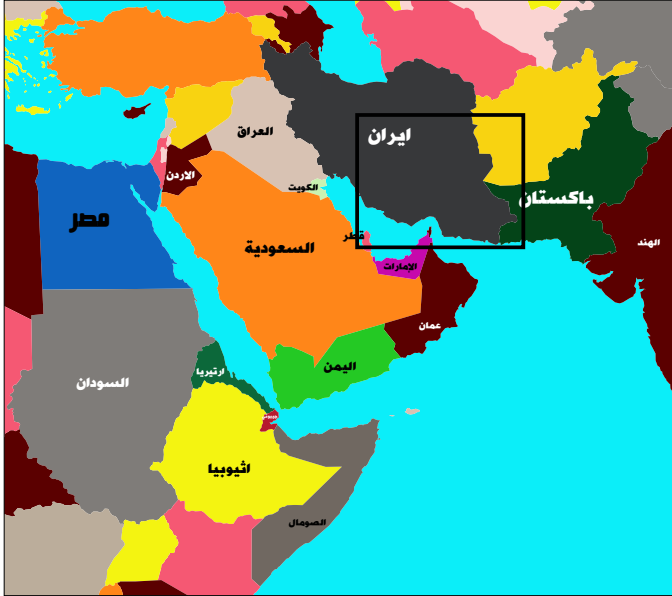 ايران
العراق
الاردن
الكويت
باكستان
مصر
قطر
السعودية
الإمارات
الهند
عمان
اليمن
ارتيريا
السودان
اثيوبيا
الصومال